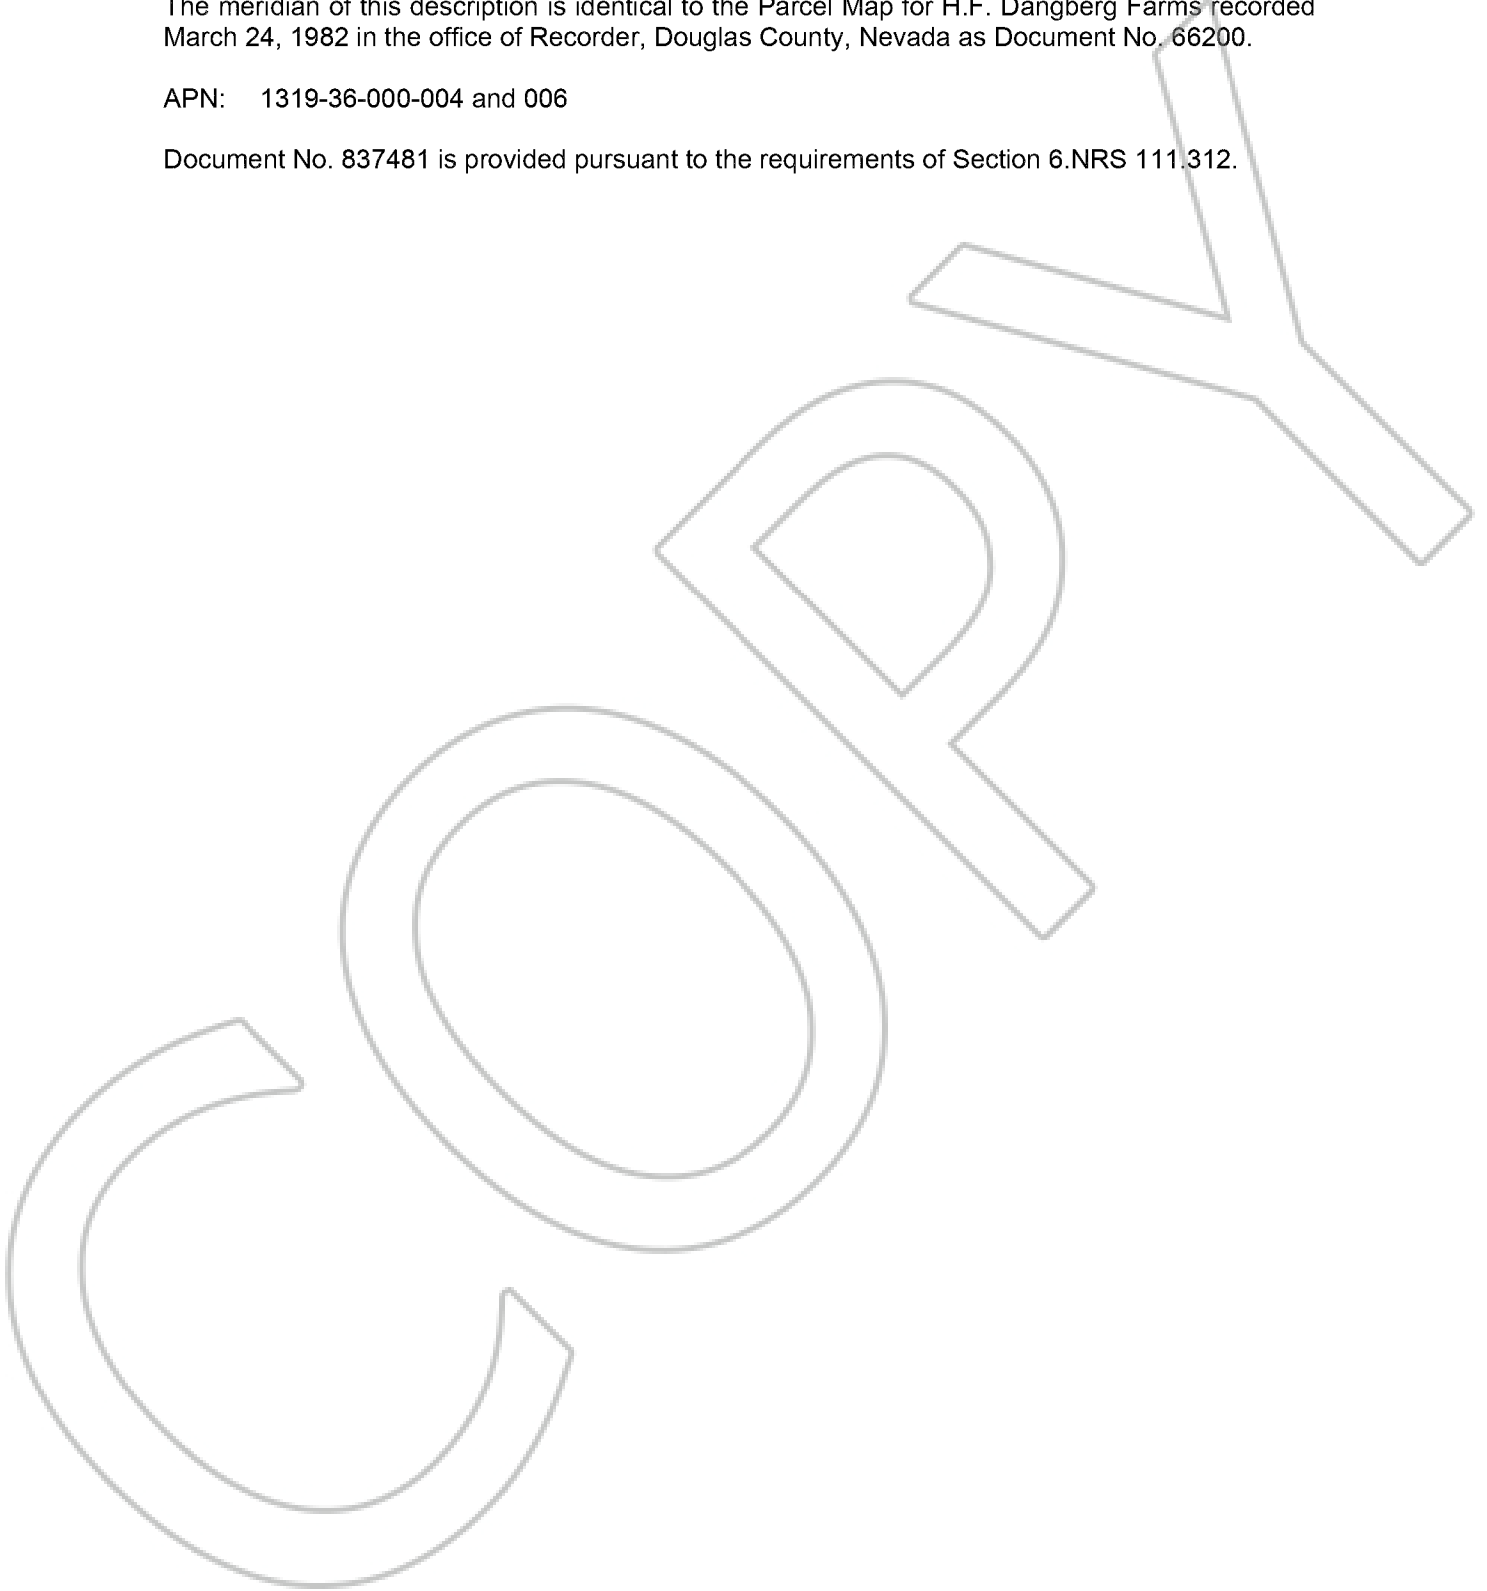 The meridian of this description is identical to the Parcel Map for H.F. Dangberg Farms recorded
March 24, 1982 in the office of Recorder, Douglas County, Nevada as Document No. 66200.
APN: 1319-36-000-004 and 006
Document No. 837481 is provided pursuant to the requirements of Section 6.NRS 111.312.
COPY